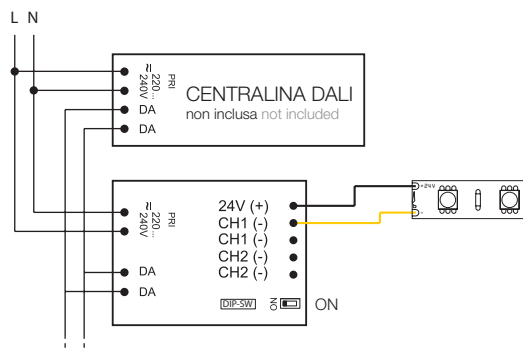 L N
≂ 220... 240V
PRI
DA
DA
CENTRALINA DALI
non inclusa not included
≂ 220... 240V
PRI
DA
DA
24V (+)
CH1 (-)
CH1 (-)
CH2 (-)
CH2 (-)
DIP-SW
ON
ON
+24V
-